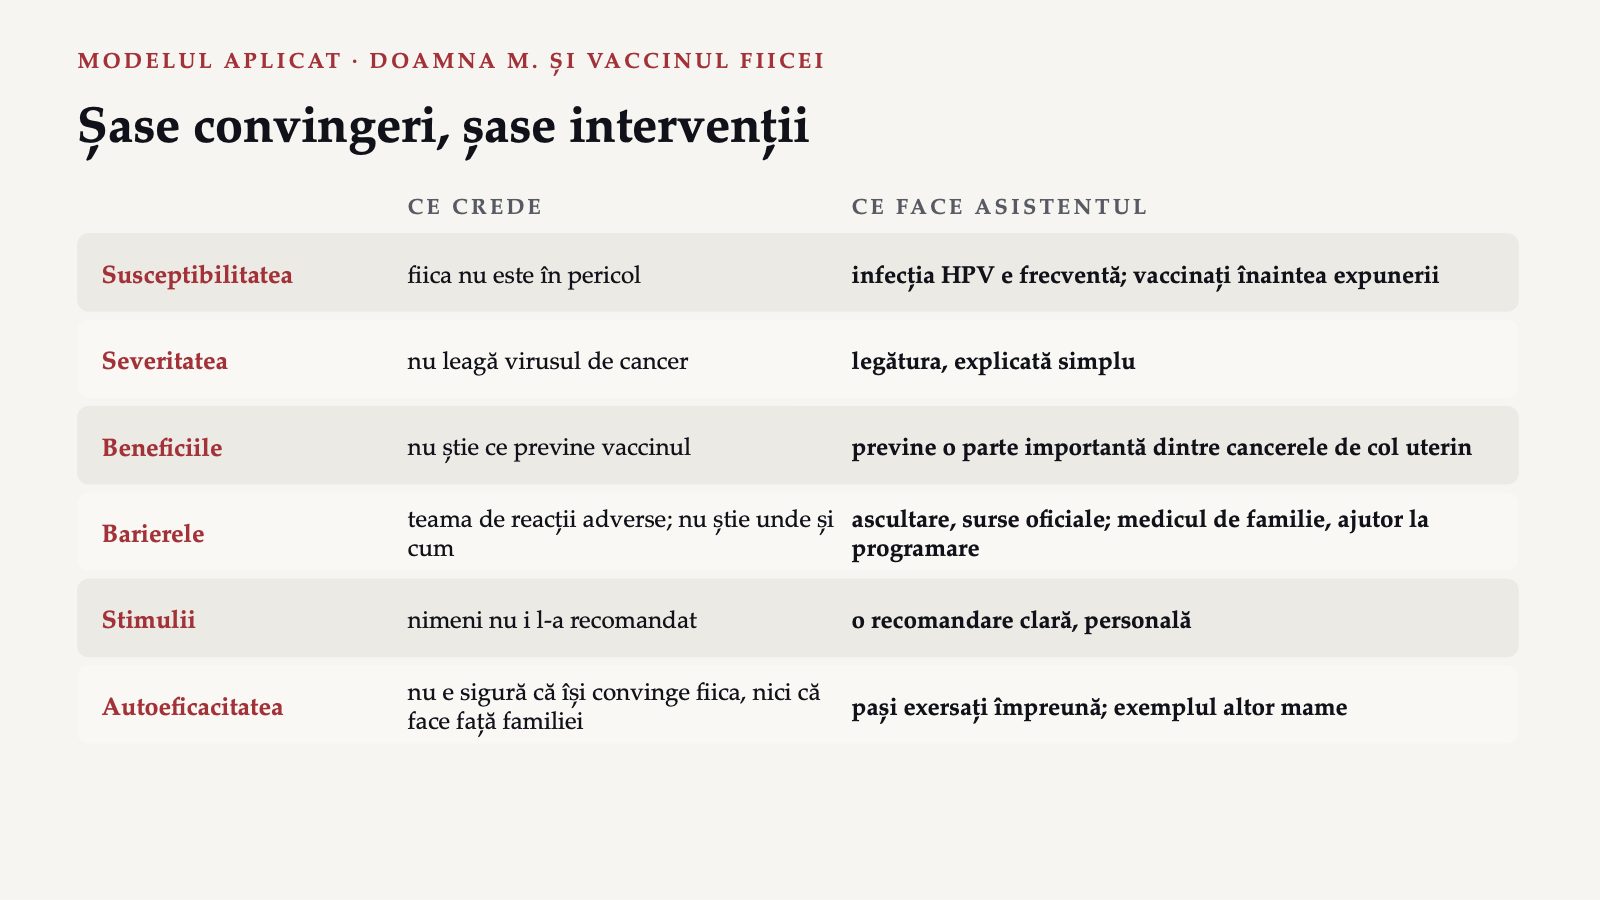 MODELUL APLICAT · DOAMNA M. ȘI VACCINUL FIICEI
Șase convingeri, șase intervenții
CE CREDE CE FACE ASISTENTUL
Susceptibilitatea fiica nu este în pericol infecția HPV e frecventă; vaccinați înaintea expunerii
Severitatea nu leagă virusul de cancer legătura, explicată simplu
Beneficiile nu știe ce previne vaccinul previne o parte importantă dintre cancerele de col uterin
Barierele teama de reacții adverse; nu știe unde și
cum
ascultare, surse oficiale; medicul de familie, ajutor la
programare
Stimulii nimeni nu i l-a recomandat o recomandare clară, personală
Autoeficacitatea nu e sigură că își convinge fiica, nici că
face față familiei
pași exersați împreună; exemplul altor mame